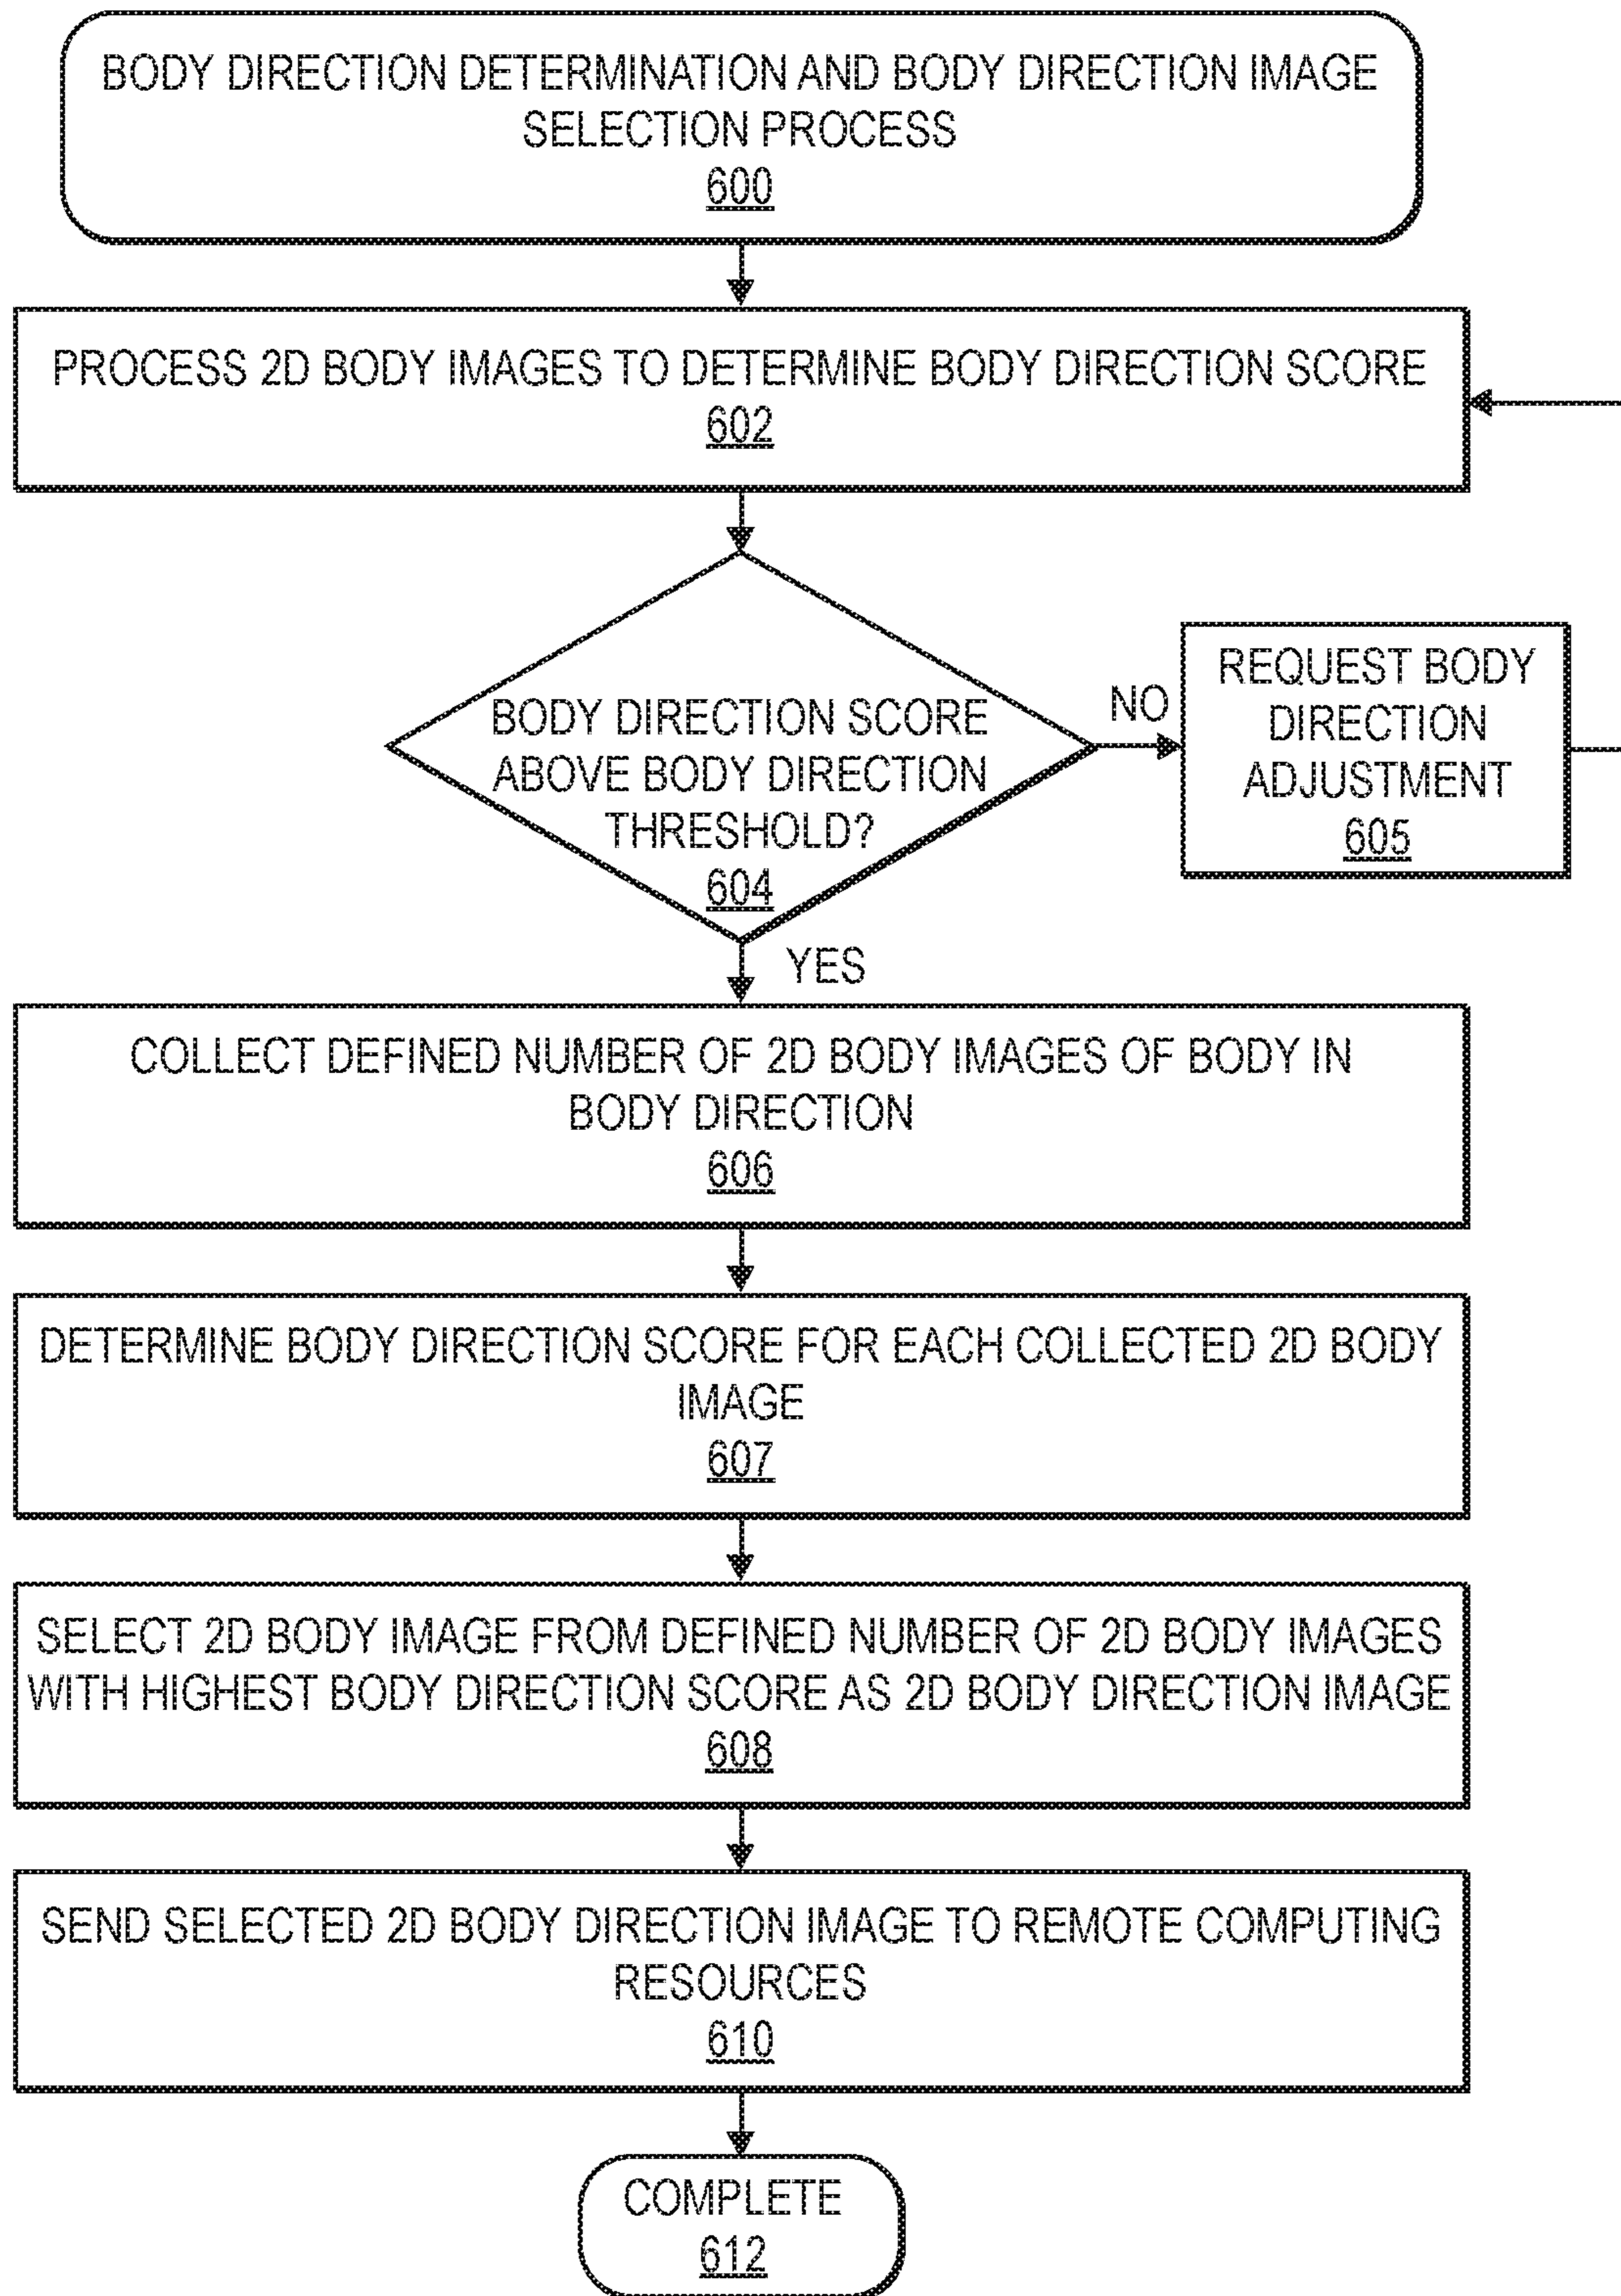 BODY DIRECTION DETERMINATION AND BODY DIRECTION IMAGE
SELECTION PROCESS
600
PROCESS 2D BODY IMAGES TO DETERMINE BODY DIRECTION SCORE
602
BODY DIRECTION SCORE
ABOVE BODY DIRECTION
THRESHOLD?
604
NO
REQUEST BODY
DIRECTION
ADJUSTMENT
605
YES
COLLECT DEFINED NUMBER OF 2D BODY IMAGES OF BODY IN
BODY DIRECTION
606
DETERMINE BODY DIRECTION SCORE FOR EACH COLLECTED 2D BODY
IMAGE
607
SELECT 2D BODY IMAGE FROM DEFINED NUMBER OF 2D BODY IMAGES
WITH HIGHEST BODY DIRECTION SCORE AS 2D BODY DIRECTION IMAGE
608
SEND SELECTED 2D BODY DIRECTION IMAGE TO REMOTE COMPUTING
RESOURCES
610
COMPLETE
612